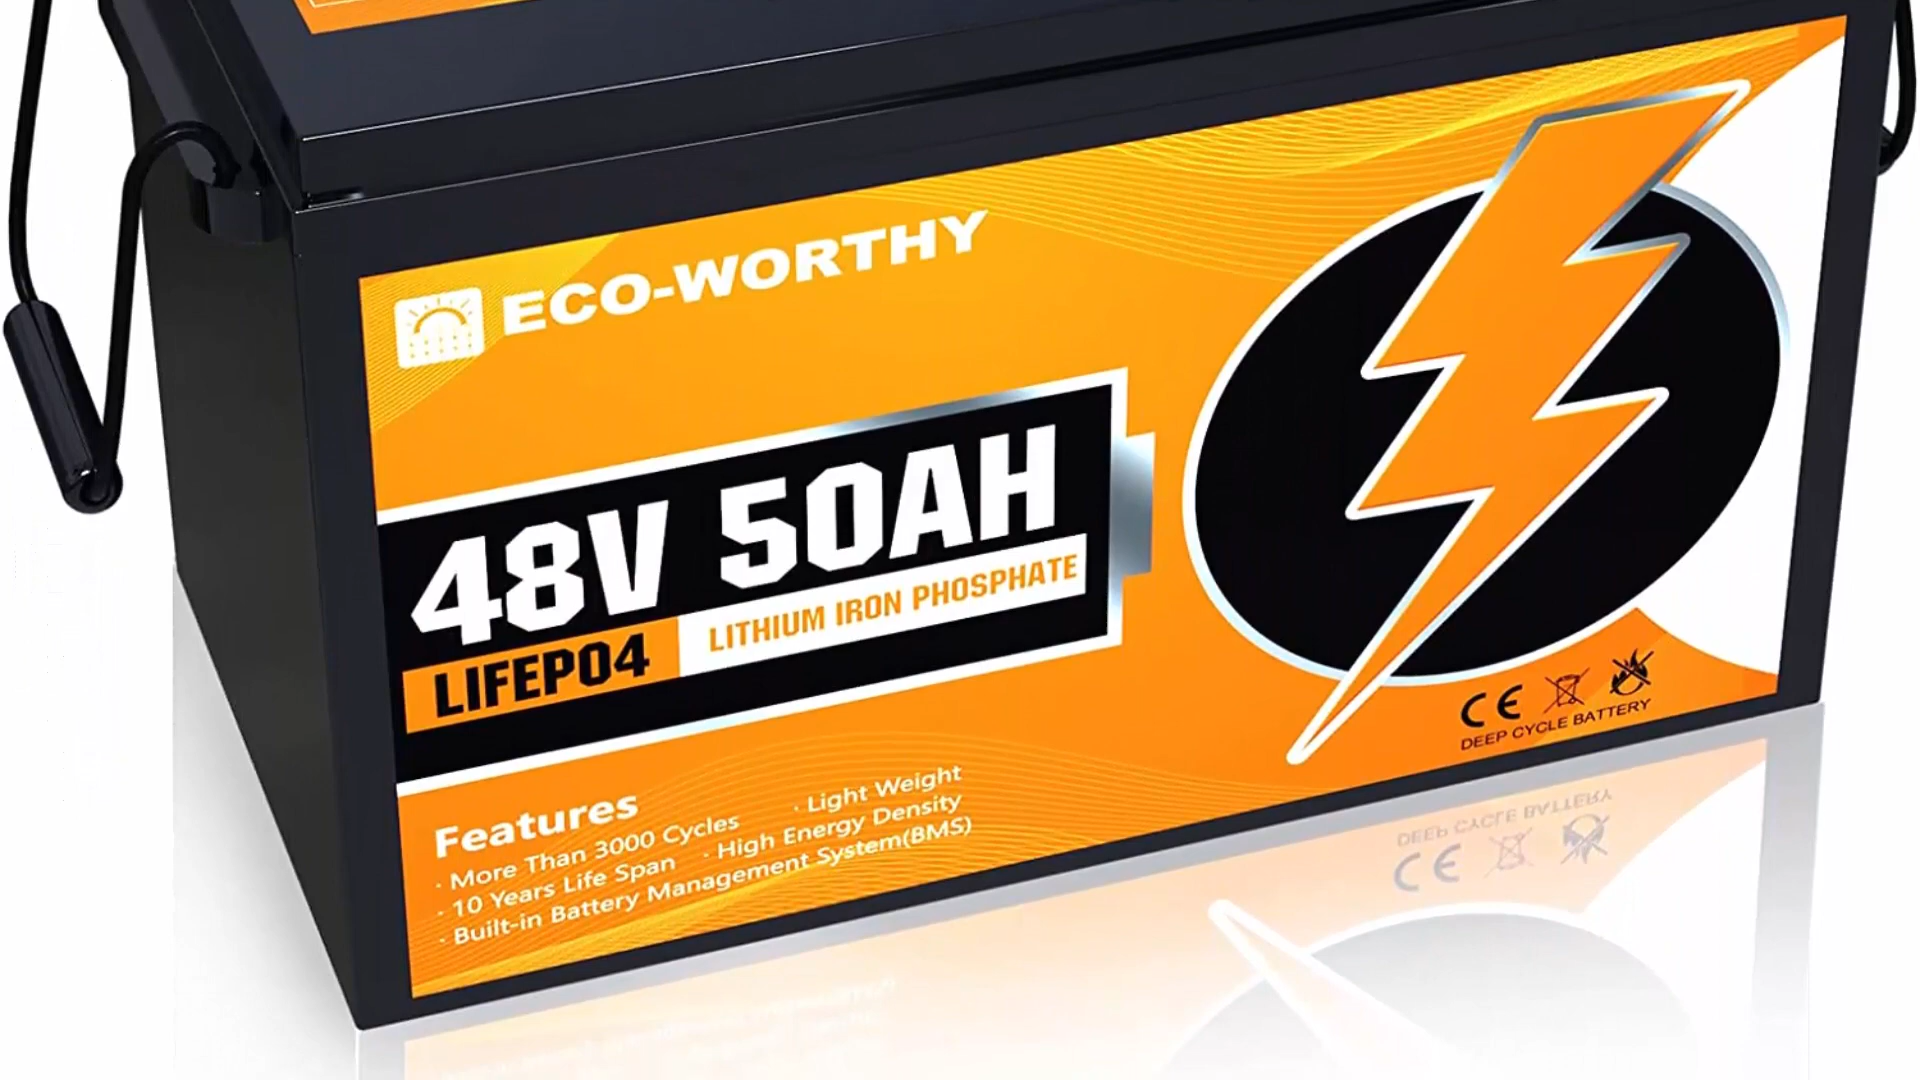 ECO-WORTHY
48V 50AH
LIFEPO4 LITHIUM IRON PHOSPHATE
Features
· More Than 3000 Cycles · Light Weight
· 10 Years Life Span · High Energy Density
· Built-in Battery Management System(BMS)
CE
DEEP CYCLE BATTERY